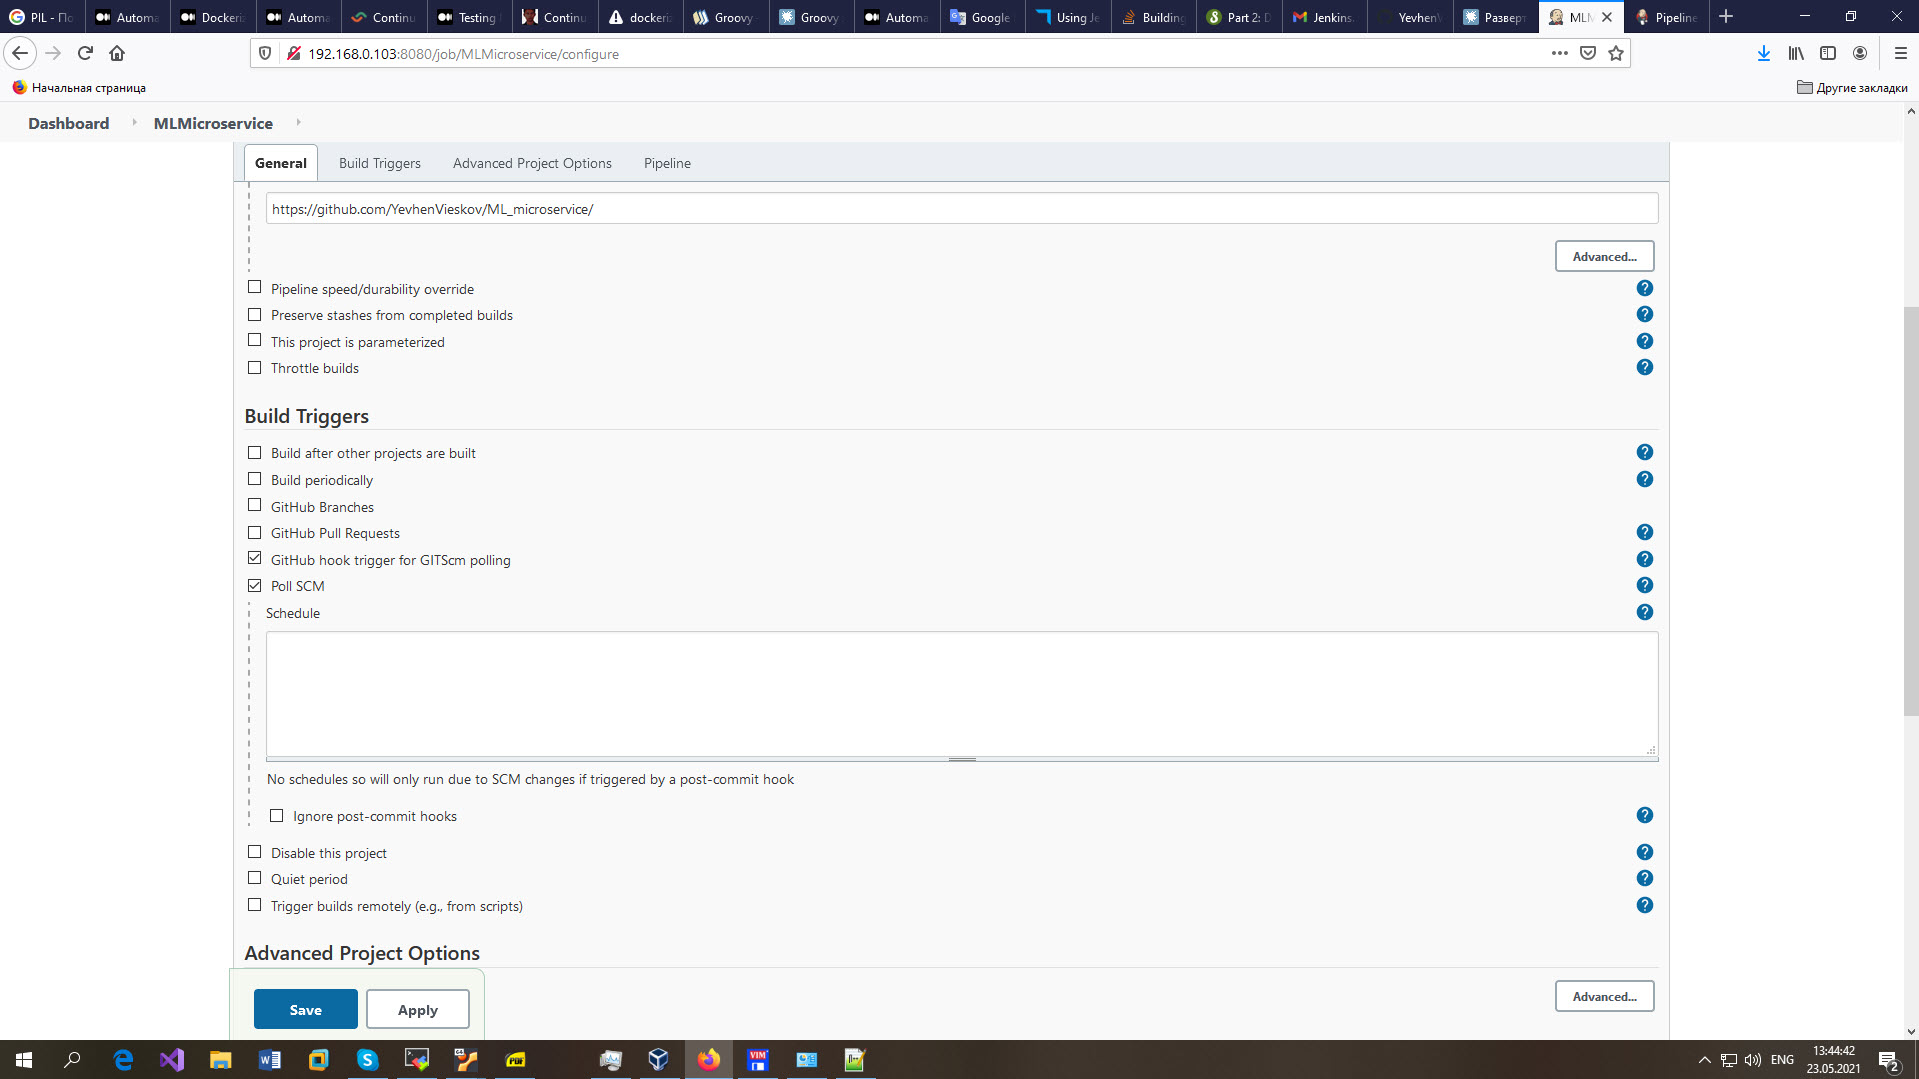 PIL - По Automa Dockeri Automa Continu Testing Continu dockeri Groovy Groovy Automa Google Using Je Building Part 2: D Jenkins. YevhenV Разверт MLM Pipeline
192.168.0.103:8080/job/MLMicroservice/configure
Начальная страница
Другие закладки
Dashboard MLMicroservice
General Build Triggers Advanced Project Options Pipeline
https://github.com/YevhenVieskov/ML_microservice/
Advanced...
Pipeline speed/durability override
Preserve stashes from completed builds
This project is parameterized
Throttle builds
Build Triggers
Build after other projects are built
Build periodically
GitHub Branches
GitHub Pull Requests
GitHub hook trigger for GITScm polling
Poll SCM
Schedule
No schedules so will only run due to SCM changes if triggered by a post-commit hook
Ignore post-commit hooks
Disable this project
Quiet period
Trigger builds remotely (e.g., from scripts)
Advanced Project Options
Advanced...
Save Apply
ENG
13:44:42
23.05.2021
2